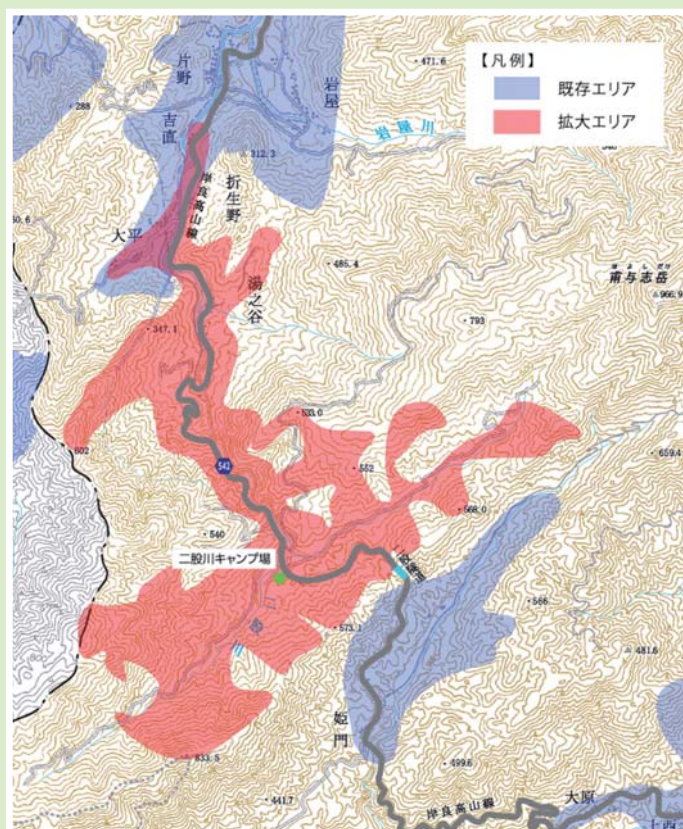 【凡例】
既存エリア
拡大エリア
片野
岩屋
471.6
288
吉直
岩屋川
312.3
折生野
岸良高山線
大平
485.4
湯之谷
甫与志岳
966.9
347.1
793
533.0
602
552
659.4
542
568.0
540
二股川キャンプ場
566
573.1
481.6
姫門
833.5
499.6
441.7
大原
岸良高山線